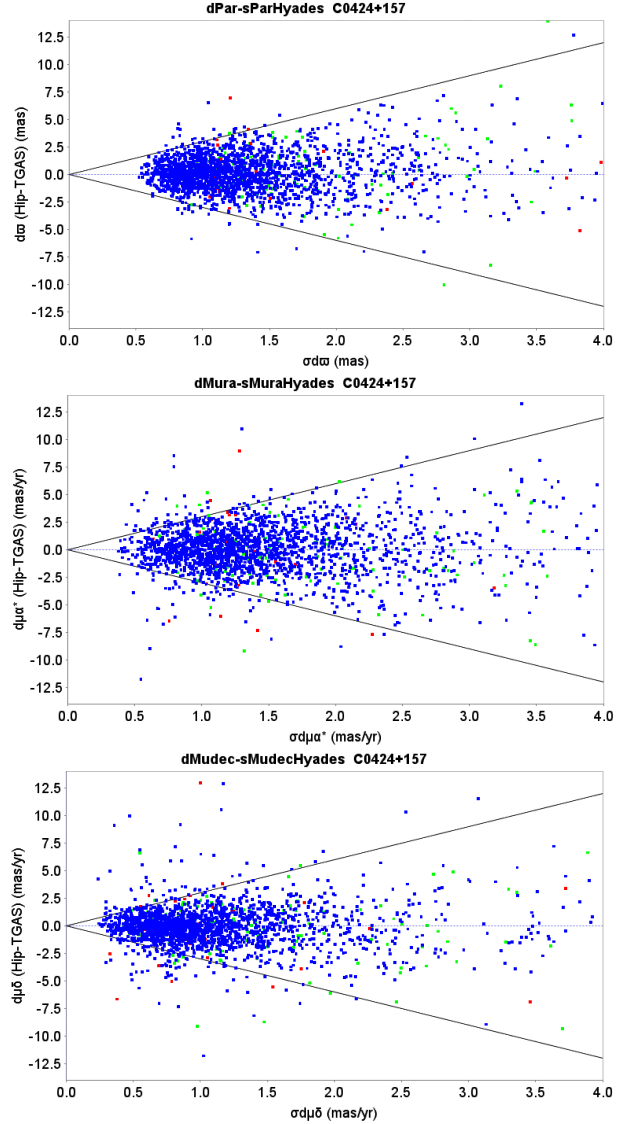 dPar-sParHyades C0424+157
12.5
10.0
7.5
5.0
2.5
0.0
-2.5
-5.0
-7.5
-10.0
-12.5
dϖ (Hip-TGAS) (mas)
0.0 0.5 1.0 1.5 2.0 2.5 3.0 3.5 4.0
σdϖ (mas)
dMura-sMuraHyades C0424+157
12.5
10.0
7.5
5.0
2.5
0.0
-2.5
-5.0
-7.5
-10.0
-12.5
dμα* (Hip-TGAS) (mas/yr)
0.0 0.5 1.0 1.5 2.0 2.5 3.0 3.5 4.0
σdμα* (mas/yr)
dMudec-sMudecHyades C0424+157
12.5
10.0
7.5
5.0
2.5
0.0
-2.5
-5.0
-7.5
-10.0
-12.5
dμδ (Hip-TGAS) (mas/yr)
0.0 0.5 1.0 1.5 2.0 2.5 3.0 3.5 4.0
σdμδ (mas/yr)